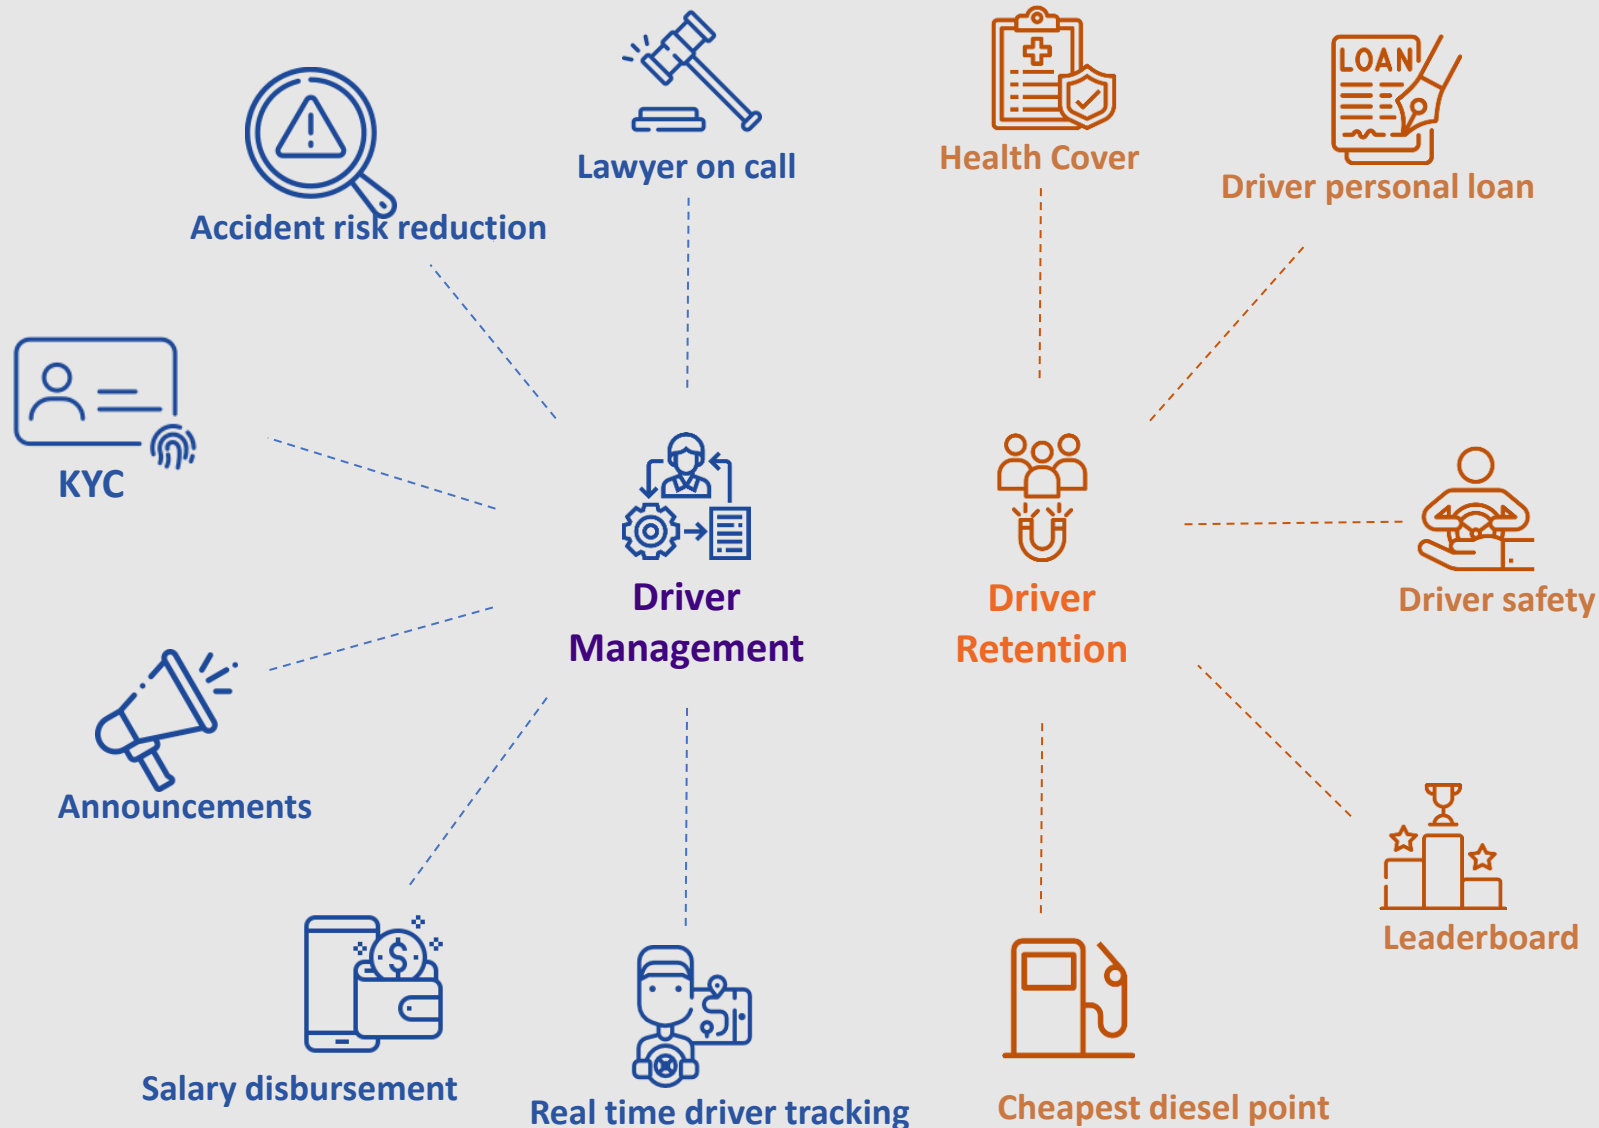 Lawyer on call
Accident risk reduction
KYC
Driver
Management
Announcements
Salary disbursement
Real time driver tracking
Health Cover
LOAN
Driver personal loan
Driver
Retention
Driver safety
Leaderboard
Cheapest diesel point
$